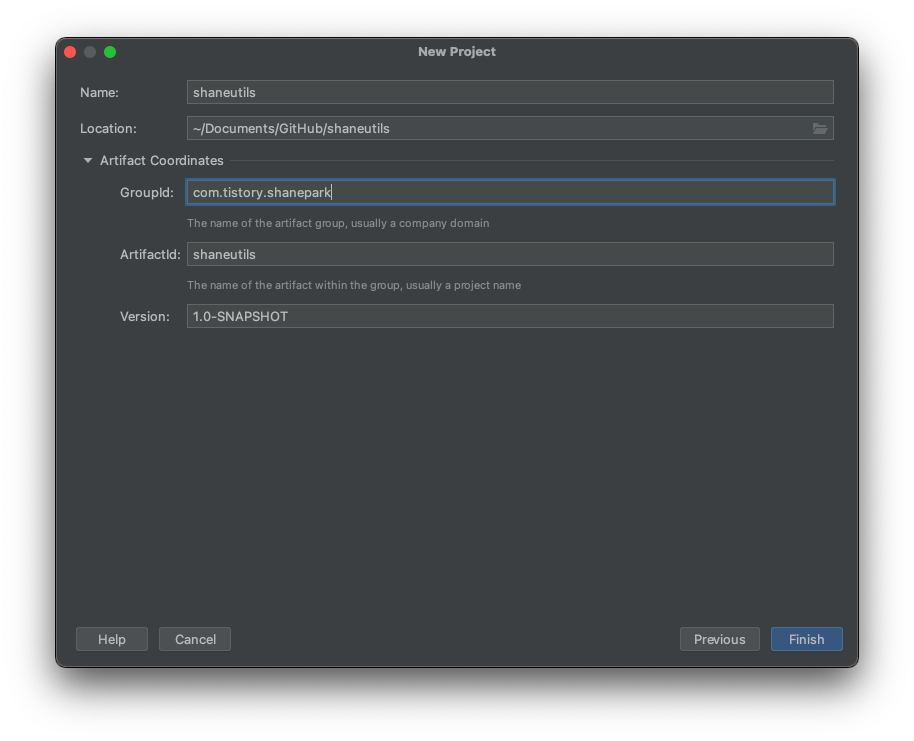 New Project
Name: shaneutils
Location: ~/Documents/GitHub/shaneutils
Artifact Coordinates
GroupId: com.tistory.shanepark
The name of the artifact group, usually a company domain
ArtifactId: shaneutils
The name of the artifact within the group, usually a project name
Version: 1.0-SNAPSHOT
Help Cancel Previous Finish